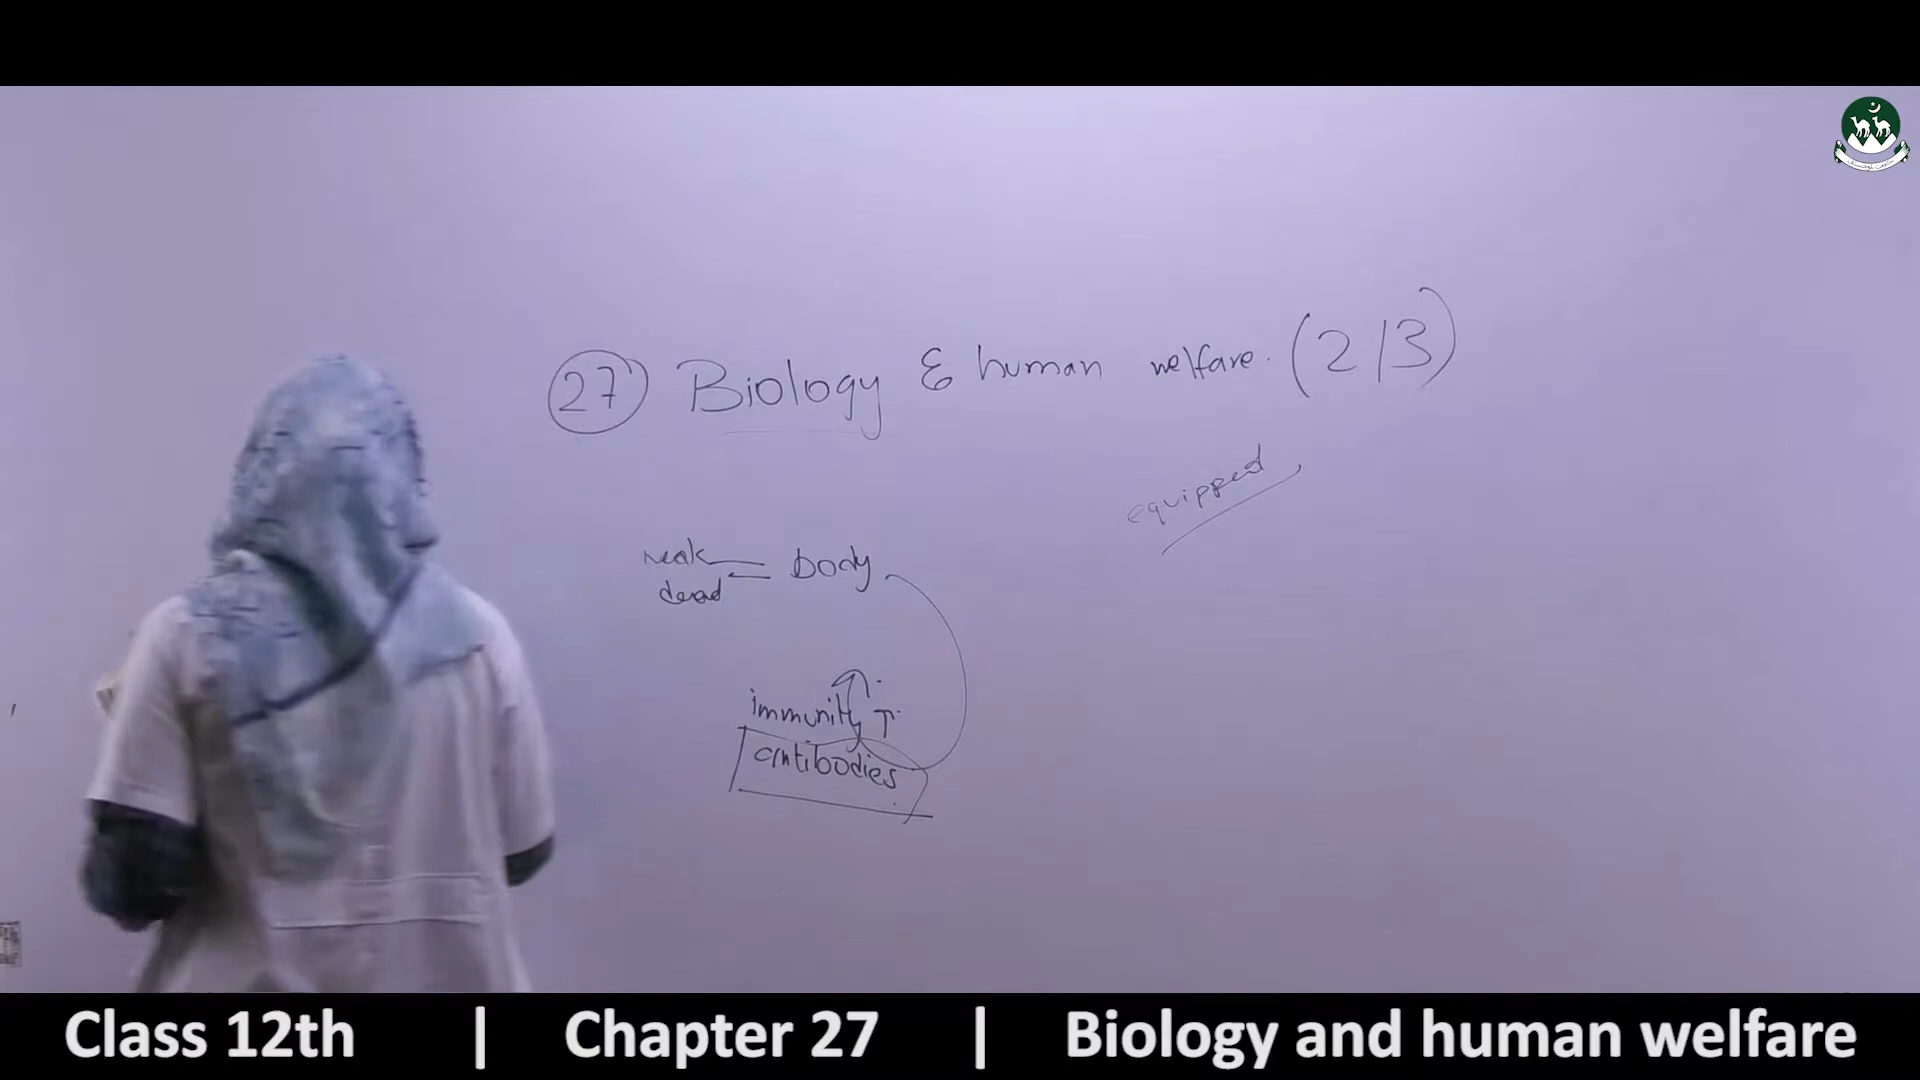 27 Biology & human welfare. (2/3)
equipped
weak
dead
body
immunity ↑
antibodies
Class 12th | Chapter 27 | Biology and human welfare